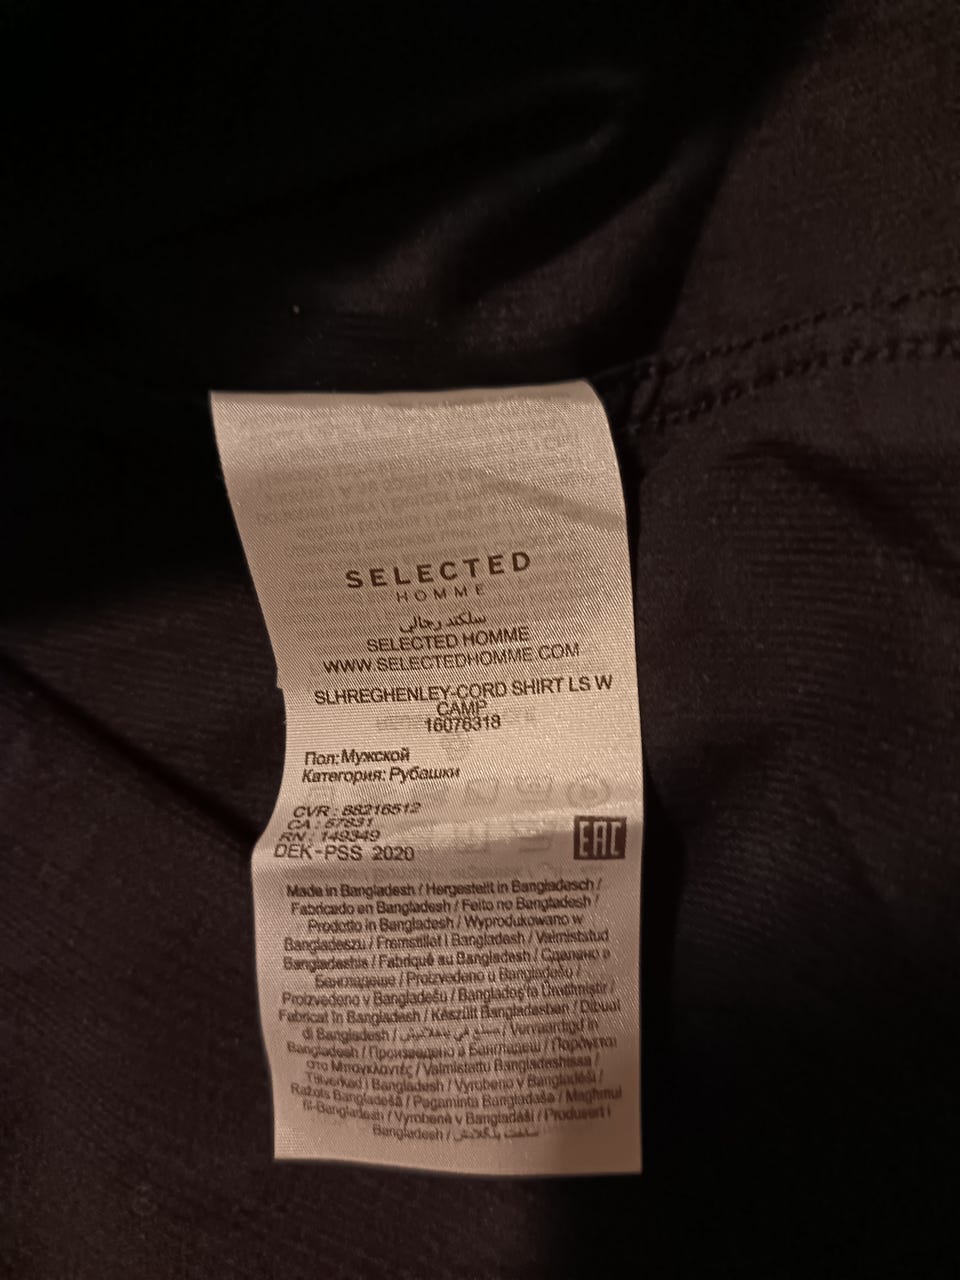 SELECTED
HOMME
سلكتد رجالي
SELECTED HOMME
WWW.SELECTEDHOMME.COM
SLHREGHENLEY-CORD SHIRT LS W
CAMP
16076318
Пол: Мужской
Категория: Рубашки
CVR : 88216512
CA : 57831
RN : 149349
DEK-PSS 2020
EAC
Made in Bangladesh / Hergestellt in Bangladesch /
Fabricado en Bangladesh / Feito no Bangladesh /
Prodotto in Bangladesh / Wyprodukowano w
Bangladeszu / Fremstillet i Bangladesh / Valmistatud
Bangladeshis / Fabriqué au Bangladesh / Сделано в
Бангладеше / Proizvedeno u Bangladešu /
Proizvedeno v Bangladešu / Bangladeş'te Üretilmiştir /
Fabricat în Bangladesh / Készült Bangladesben / Dibuat
di Bangladesh / صنع في بنغلاديش / Vervaardigd in
Bangladesh / Произведено в Бангладеш / Παράγεται
στο Μπαγκλαντές / Valmistettu Bangladeshissa /
Tillverkad i Bangladesh / Vyrobeno v Bangladéši /
Ražots Bangladešā / Pagaminta Bangladeše / Magħmul
fil-Bangladesh / Vyrobené v Bangladéši / Produsert i
Bangladesh / ساخت بنگلادش